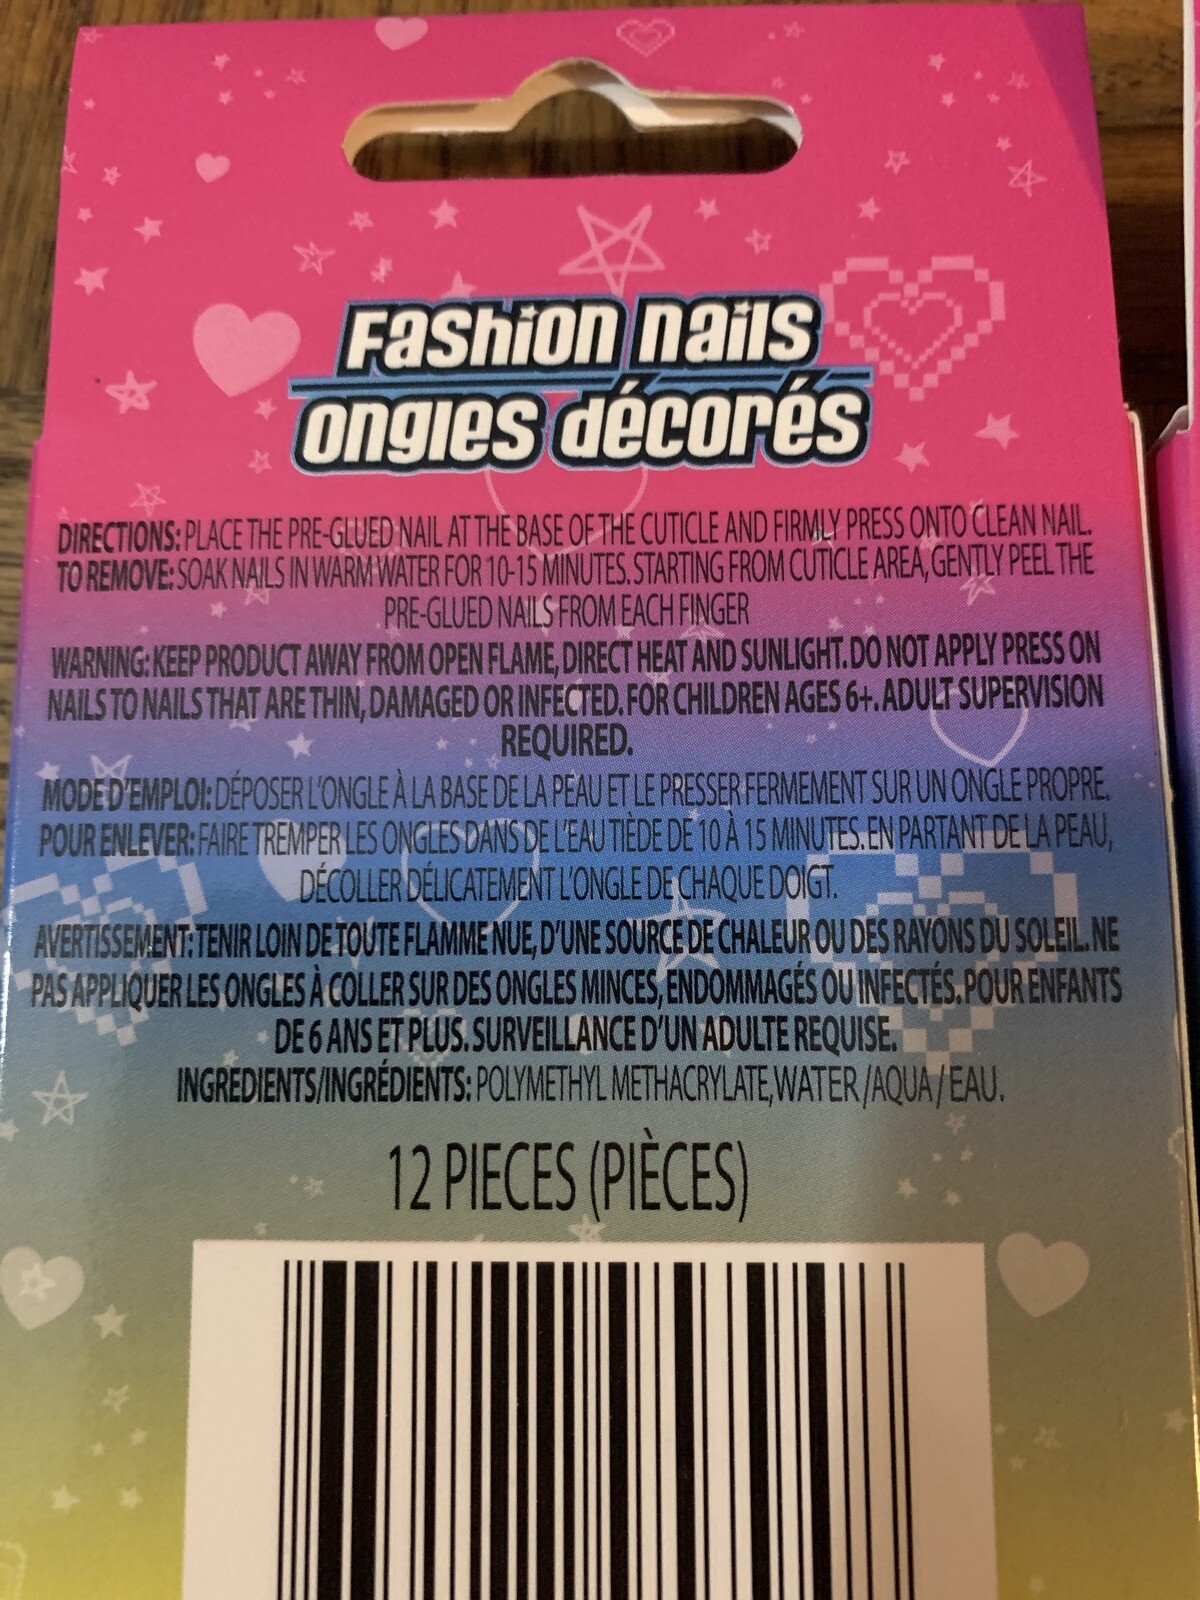 Fashion nails
ongles décorés
DIRECTIONS: PLACE THE PRE-GLUED NAIL AT THE BASE OF THE CUTICLE AND FIRMLY PRESS ONTO CLEAN NAIL.
TO REMOVE: SOAK NAILS IN WARM WATER FOR 10-15 MINUTES. STARTING FROM CUTICLE AREA, GENTLY PEEL THE
PRE-GLUED NAILS FROM EACH FINGER
WARNING: KEEP PRODUCT AWAY FROM OPEN FLAME, DIRECT HEAT AND SUNLIGHT. DO NOT APPLY PRESS ON
NAILS TO NAILS THAT ARE THIN, DAMAGED OR INFECTED. FOR CHILDREN AGES 6+. ADULT SUPERVISION
REQUIRED.
MODE D'EMPLOI: DÉPOSER L'ONGLE À LA BASE DE LA PEAU ET LE PRESSER FERMEMENT SUR UN ONGLE PROPRE.
POUR ENLEVER: FAIRE TREMPER LES ONGLES DANS DE L'EAU TIÈDE DE 10 À 15 MINUTES. EN PARTANT DE LA PEAU,
DÉCOLLER DÉLICATEMENT L'ONGLE DE CHAQUE DOIGT.
AVERTISSEMENT: TENIR LOIN DE TOUTE FLAMME NUE, D'UNE SOURCE DE CHALEUR OU DES RAYONS DU SOLEIL. NE
PAS APPLIQUER LES ONGLES À COLLER SUR DES ONGLES MINCES, ENDOMMAGÉS OU INFECTÉS. POUR ENFANTS
DE 6 ANS ET PLUS. SURVEILLANCE D'UN ADULTE REQUISE.
INGREDIENTS/INGRÉDIENTS: POLYMETHYL METHACRYLATE, WATER /AQUA / EAU.
12 PIECES (PIÈCES)